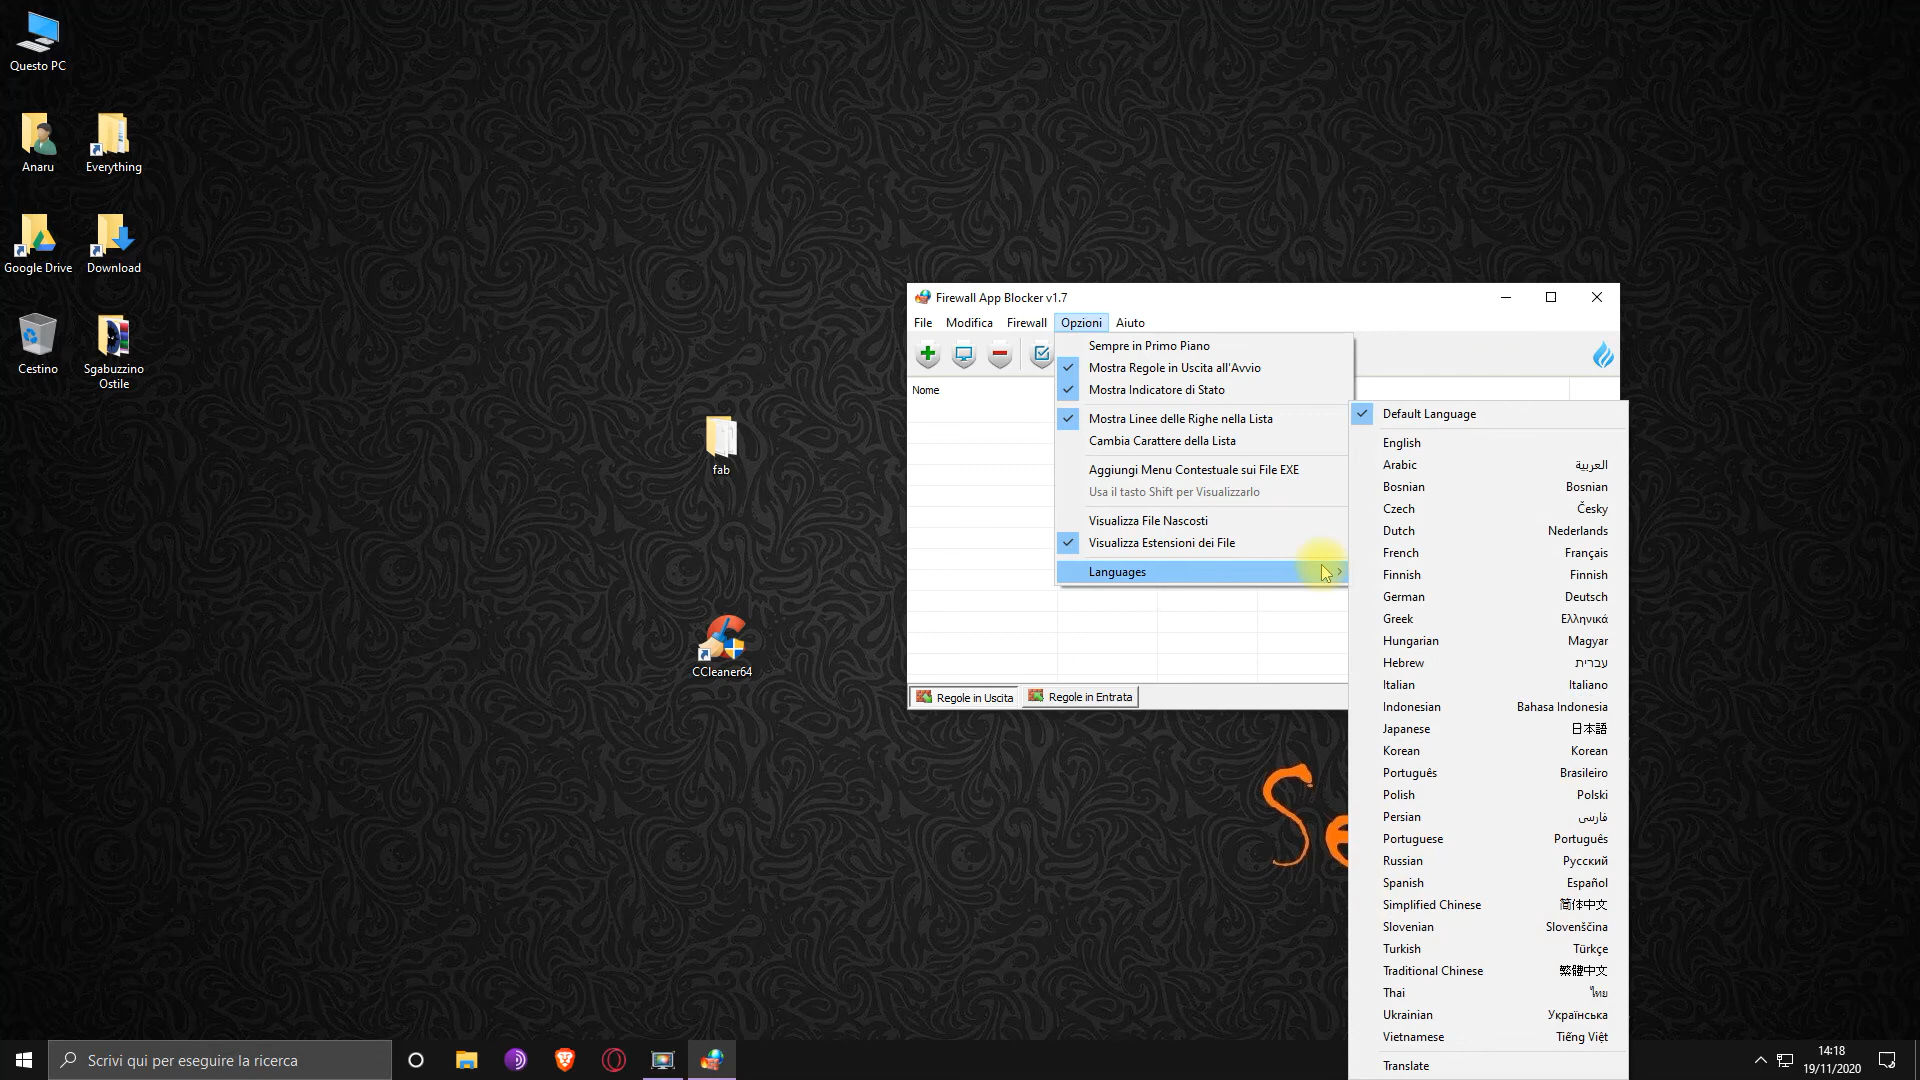 Questo PC
Anaru
Everything
Google Drive
Download
Cestino
Sgabuzzino
Ostile
fab
CCleaner64
Firewall App Blocker v1.7
File Modifica Firewall Opzioni Aiuto
Nome
Sempre in Primo Piano
Mostra Regole in Uscita all'Avvio
Mostra Indicatore di Stato
Mostra Linee delle Righe nella Lista
Cambia Carattere della Lista
Aggiungi Menu Contestuale sui File EXE
Usa il tasto Shift per Visualizzarlo
Visualizza File Nascosti
Visualizza Estensioni dei File
Languages
Regole in Uscita Regole in Entrata
Default Language
English
Arabic العربية
Bosnian Bosnian
Czech Česky
Dutch Nederlands
French Français
Finnish Finnish
German Deutsch
Greek Ελληνικά
Hungarian Magyar
Hebrew עברית
Italian Italiano
Indonesian Bahasa Indonesia
Japanese 日本語
Korean Korean
Português Brasileiro
Polish Polski
Persian فارسی
Portuguese Português
Russian Русский
Spanish Español
Simplified Chinese 简体中文
Slovenian Slovenščina
Turkish Türkçe
Traditional Chinese 繁體中文
Thai ไทย
Ukrainian Українська
Vietnamese Tiếng Việt
Translate
Se
Scrivi qui per eseguire la ricerca
14:18
19/11/2020